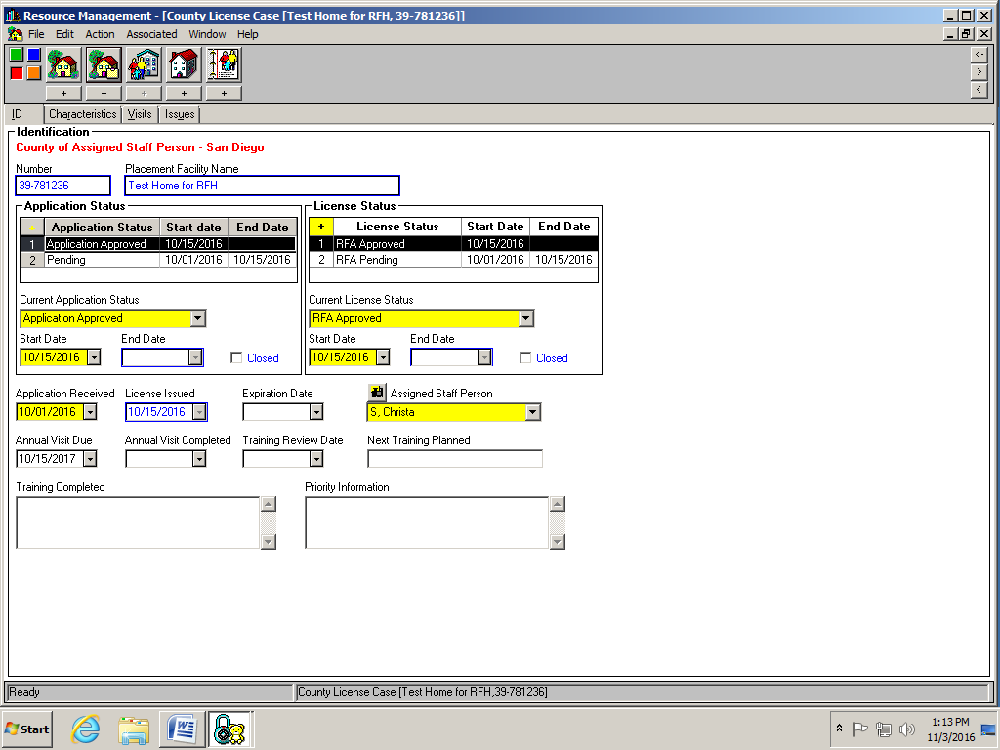 Resource Management - [County License Case [Test Home for RFH, 39-781236]]
File Edit Action Associated Window Help
+ + + + +
ID Characteristics Visits Issues
Identification
County of Assigned Staff Person - San Diego
Number Placement Facility Name
39-781236 Test Home for RFH
Application Status License Status
+ Application Status Start date End Date + License Status Start Date End Date
1 Application Approved 10/15/2016 1 RFA Approved 10/15/2016
2 Pending 10/01/2016 10/15/2016 2 RFA Pending 10/01/2016 10/15/2016
Current Application Status Current License Status
Application Approved RFA Approved
Start Date End Date Start Date End Date
10/15/2016 Closed 10/15/2016 Closed
Application Received License Issued Expiration Date Assigned Staff Person
10/01/2016 10/15/2016 S, Christa
Annual Visit Due Annual Visit Completed Training Review Date Next Training Planned
10/15/2017
Training Completed Priority Information
Ready County License Case [Test Home for RFH,39-781236]
Start 1:13 PM
11/3/2016